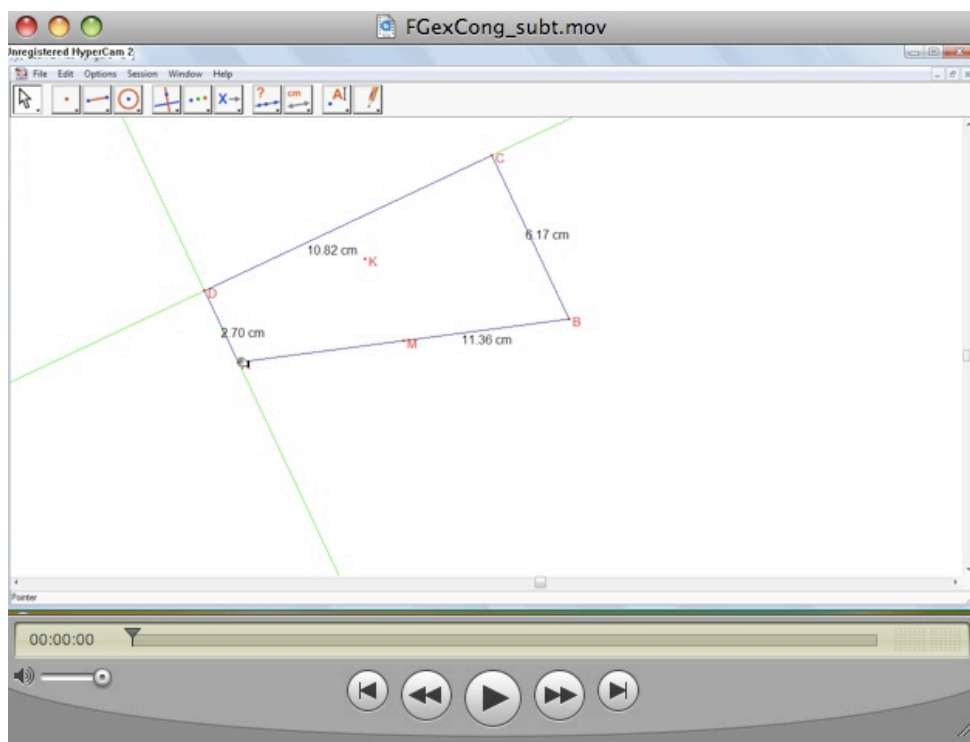 FGexCong_subt.mov
Unregistered HyperCam 2
File Edit Options Session Window Help
? cm AI
C
6.17 cm
10.82 cm
K
D
2.70 cm
B
M
11.36 cm
Pointer
00:00:00